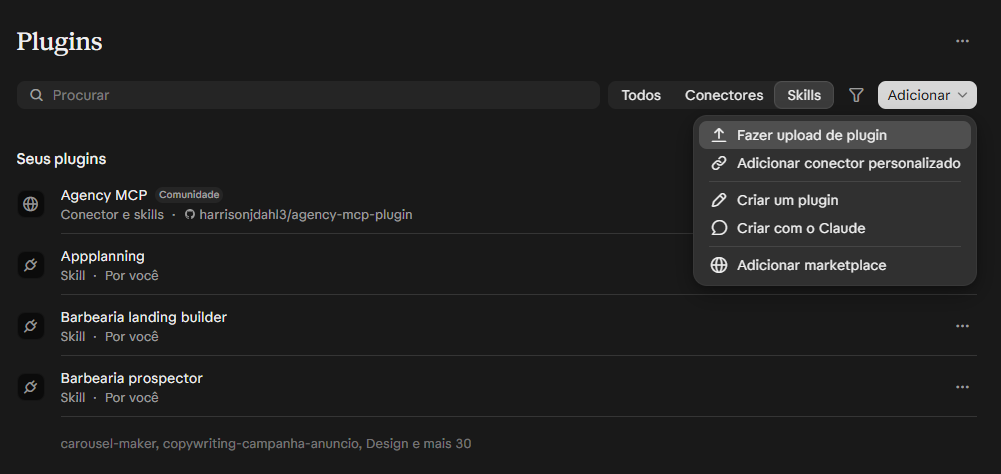 Plugins
Procurar
Todos Conectores Skills Adicionar
Fazer upload de plugin
Adicionar conector personalizado
Criar um plugin
Criar com o Claude
Adicionar marketplace
Seus plugins
Agency MCP Comunidade
Conector e skills · harrisonjdahl3/agency-mcp-plugin
Appplanning
Skill · Por você
Barbearia landing builder
Skill · Por você
Barbearia prospector
Skill · Por você
carousel-maker, copywriting-campanha-anuncio, Design e mais 30